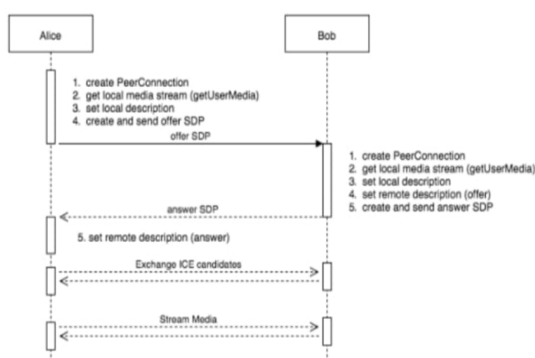 Alice
Bob
1. create PeerConnection
2. get local media stream (getUserMedia)
3. set local description
4. create and send offer SDP
offer SDP
1. create PeerConnection
2. get local media stream (getUserMedia)
3. set local description
4. set remote description (offer)
5. create and send answer SDP
answer SDP
5. set remote description (answer)
Exchange ICE candidates
Stream Media